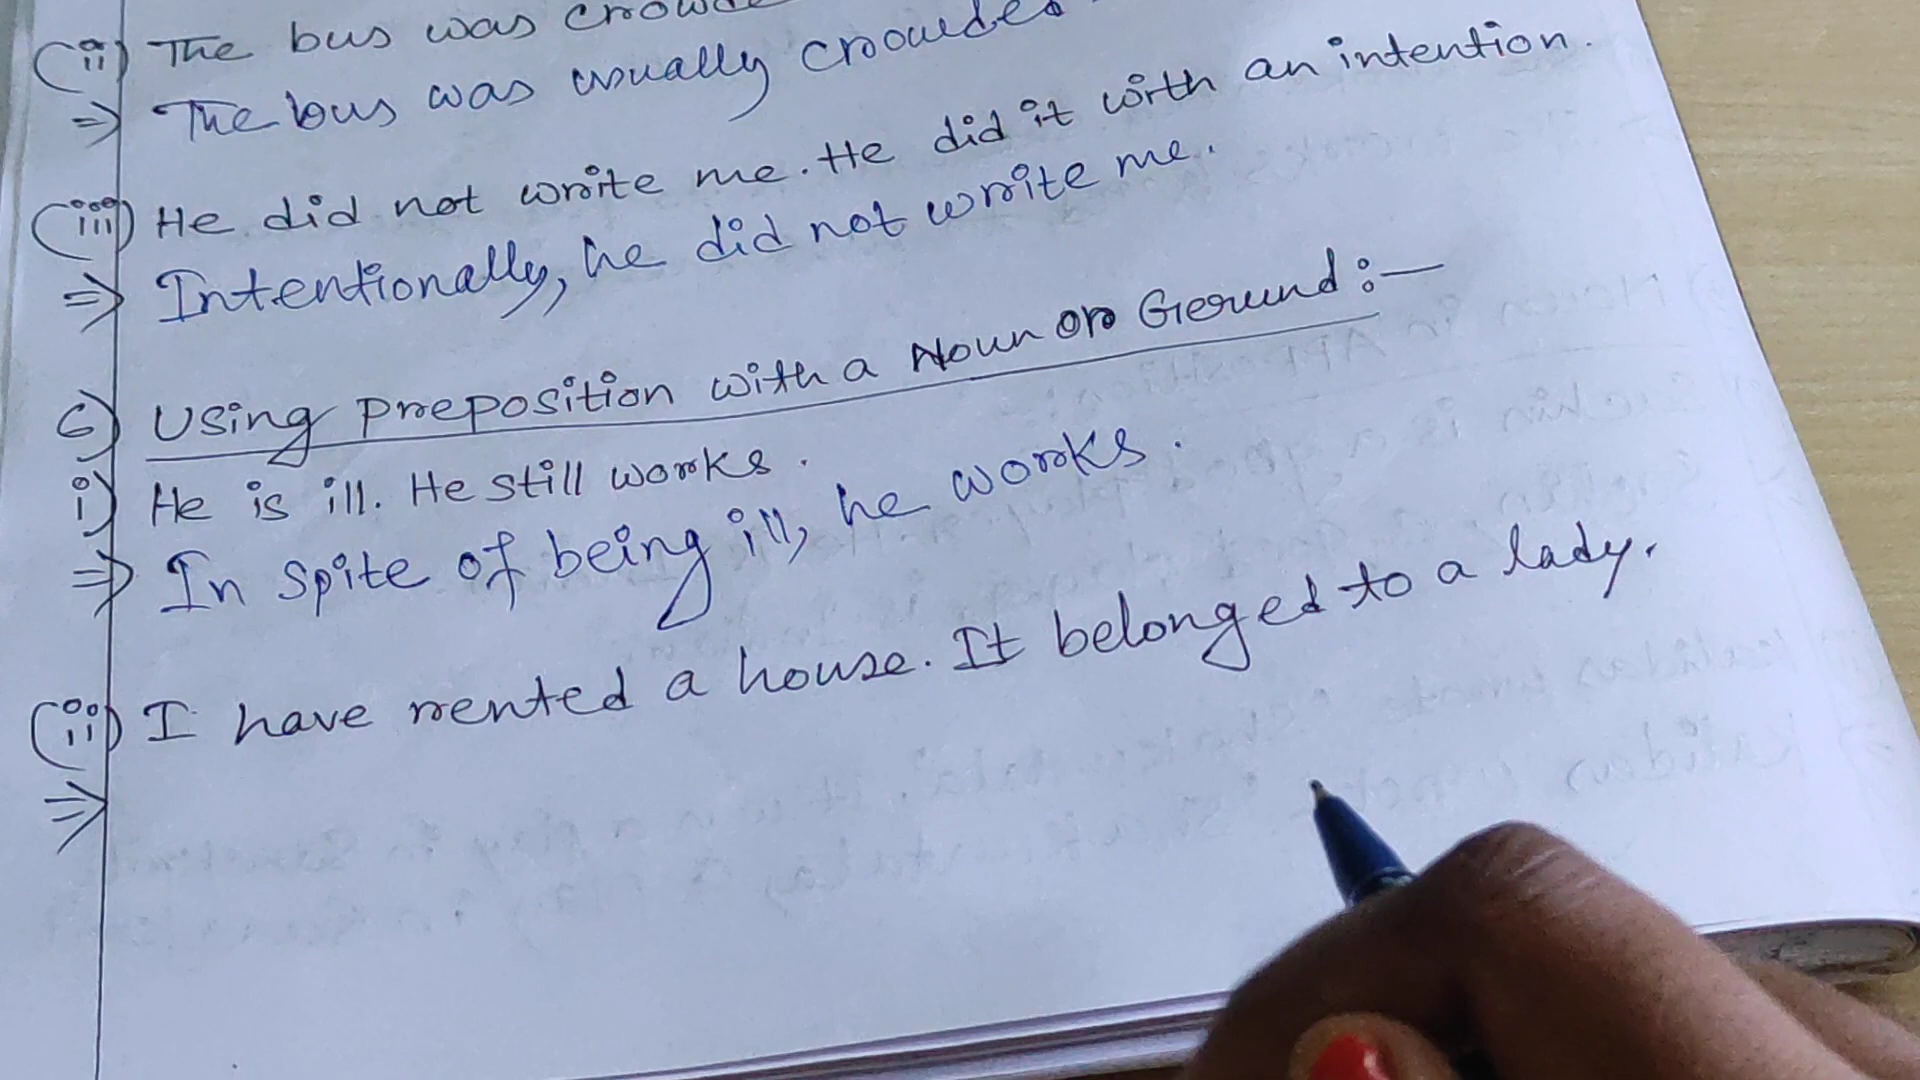 (ii) The bus was crowde
=> The bus was usually crowded
(iii) He did not write me. He did it with an intention.
=> Intentionally, he did not write me.
6) Using Preposition with a Noun or Gerund :—
i) He is ill. He still works.
=> In spite of being ill, he works.
(ii) I have rented a house. It belonged to a lady.
=>